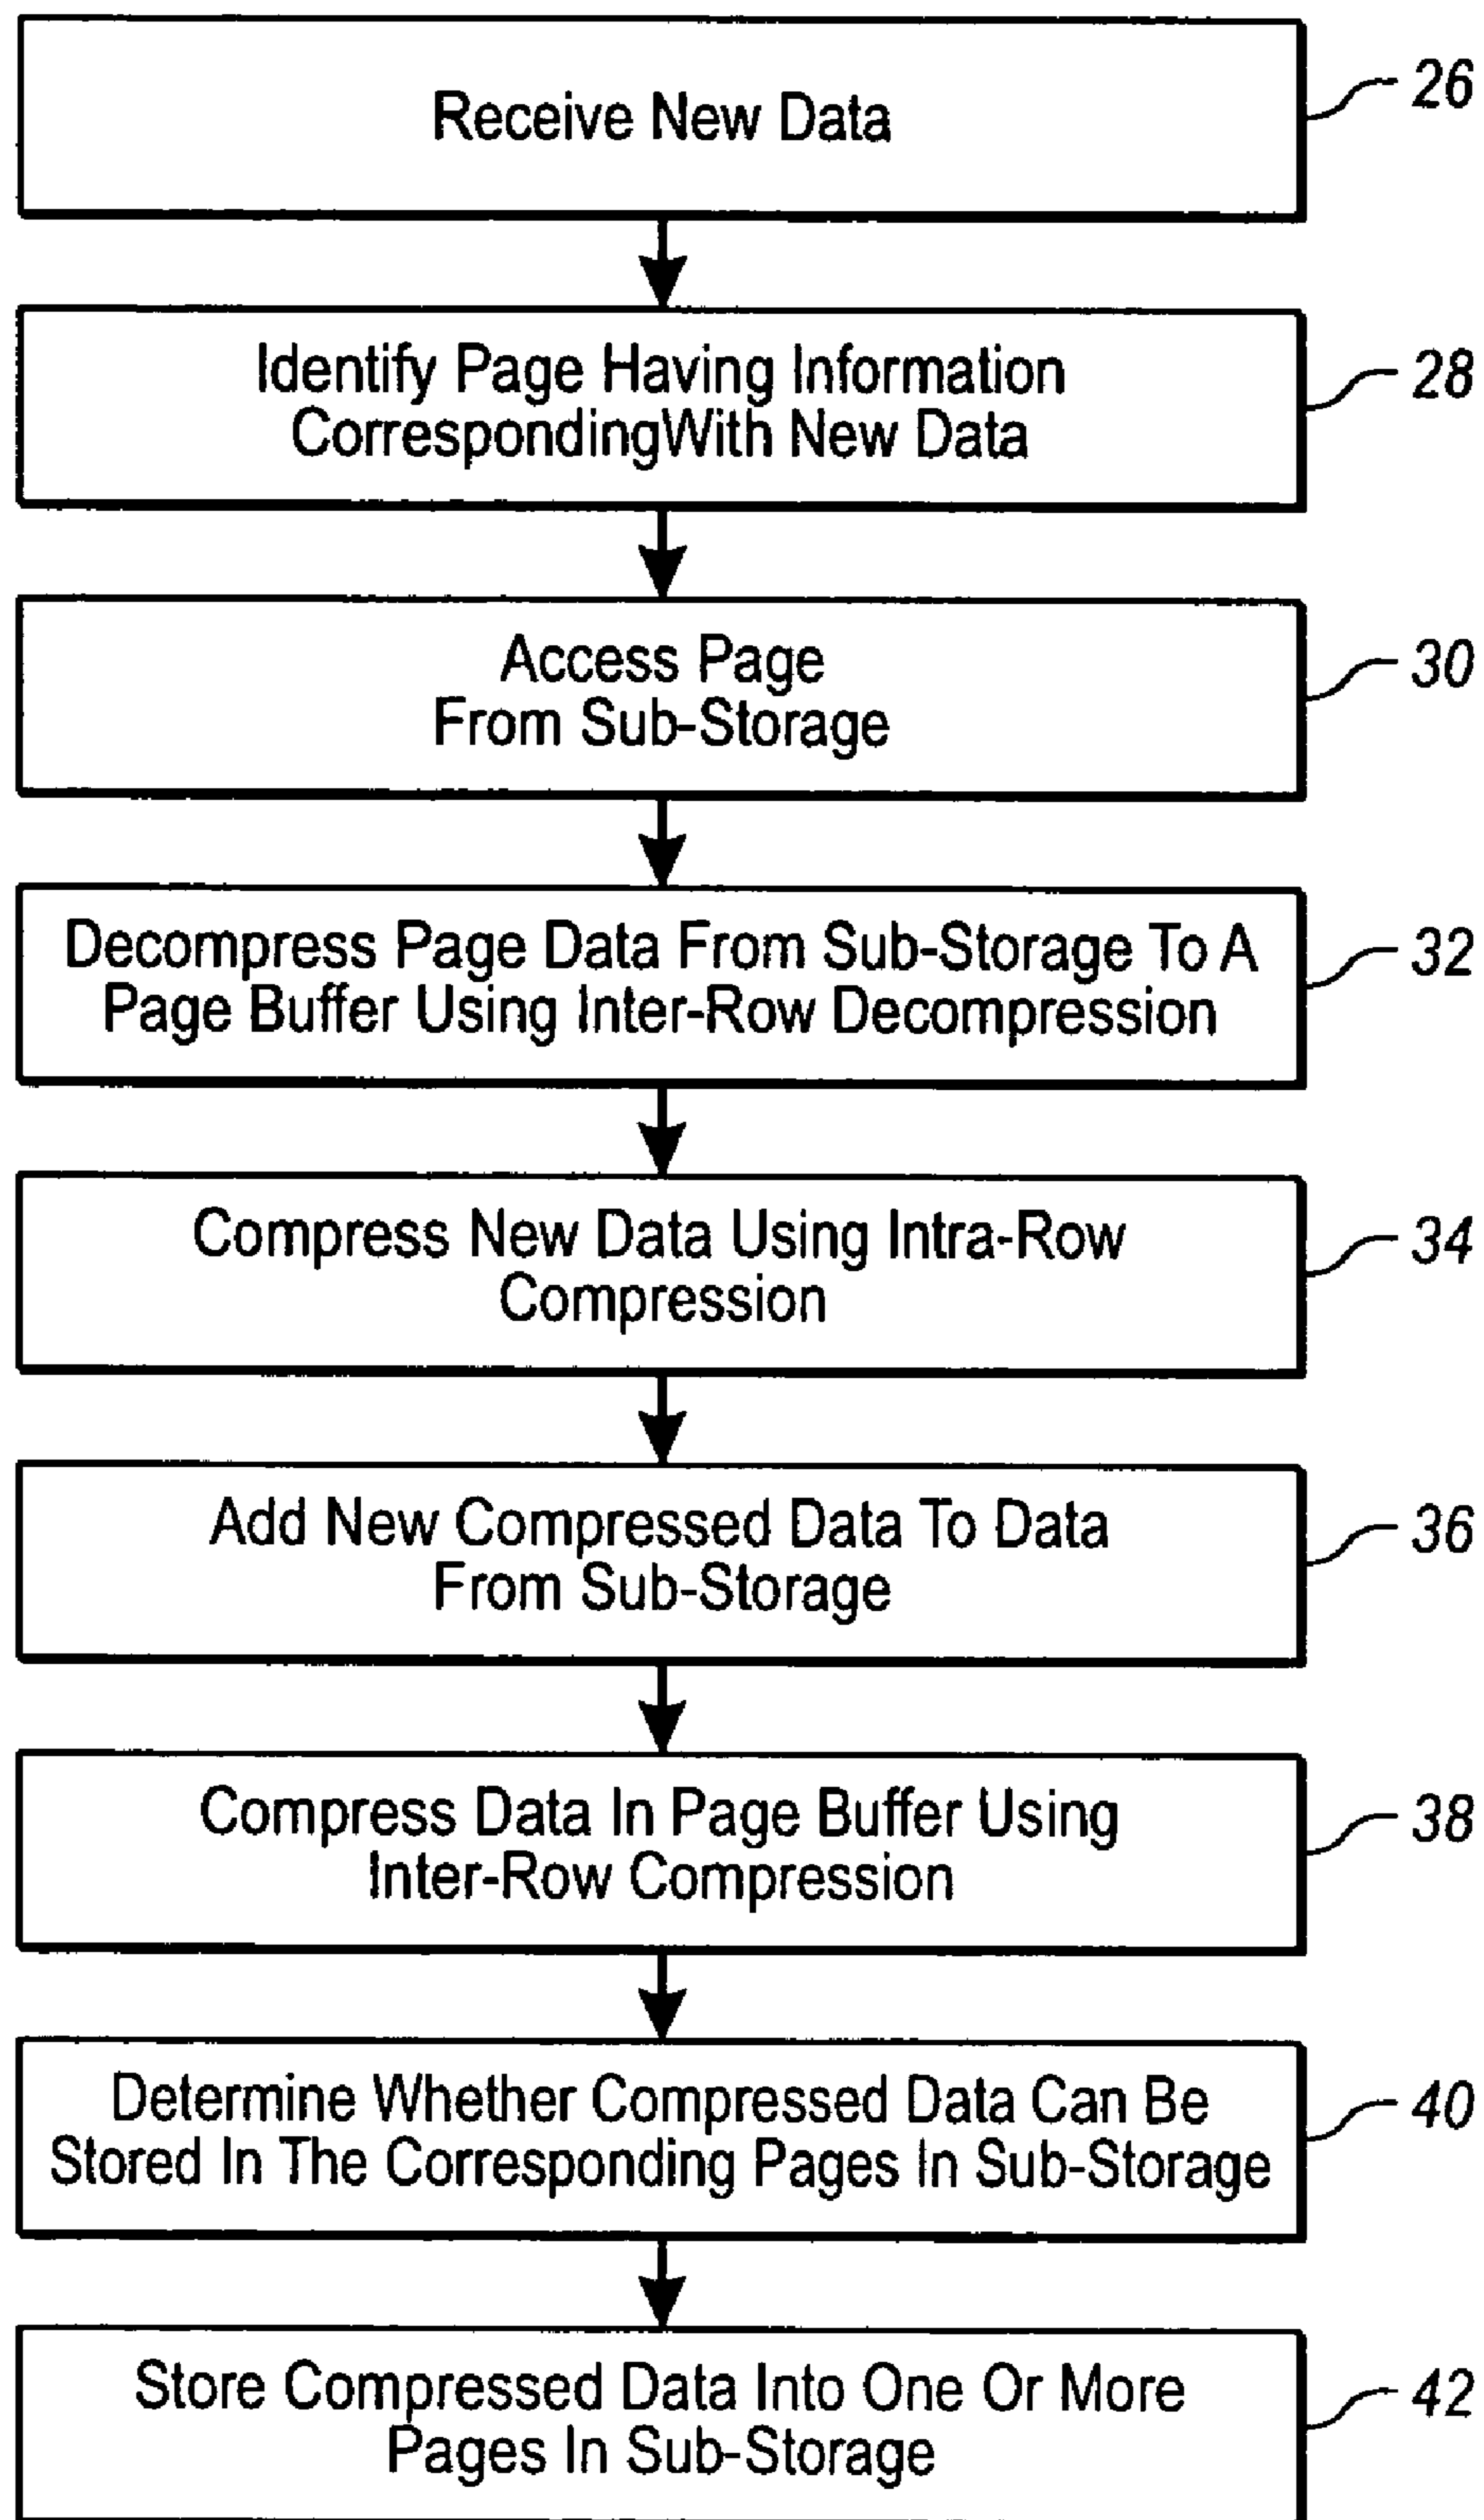 Receive New Data
26
Identify Page Having Information
CorrespondingWith New Data
28
Access Page
From Sub-Storage
30
Decompress Page Data From Sub-Storage To A
Page Buffer Using Inter-Row Decompression
32
Compress New Data Using Intra-Row
Compression
34
Add New Compressed Data To Data
From Sub-Storage
36
Compress Data In Page Buffer Using
Inter-Row Compression
38
Determine Whether Compressed Data Can Be
Stored In The Corresponding Pages In Sub-Storage
40
Store Compressed Data Into One Or More
Pages In Sub-Storage
42